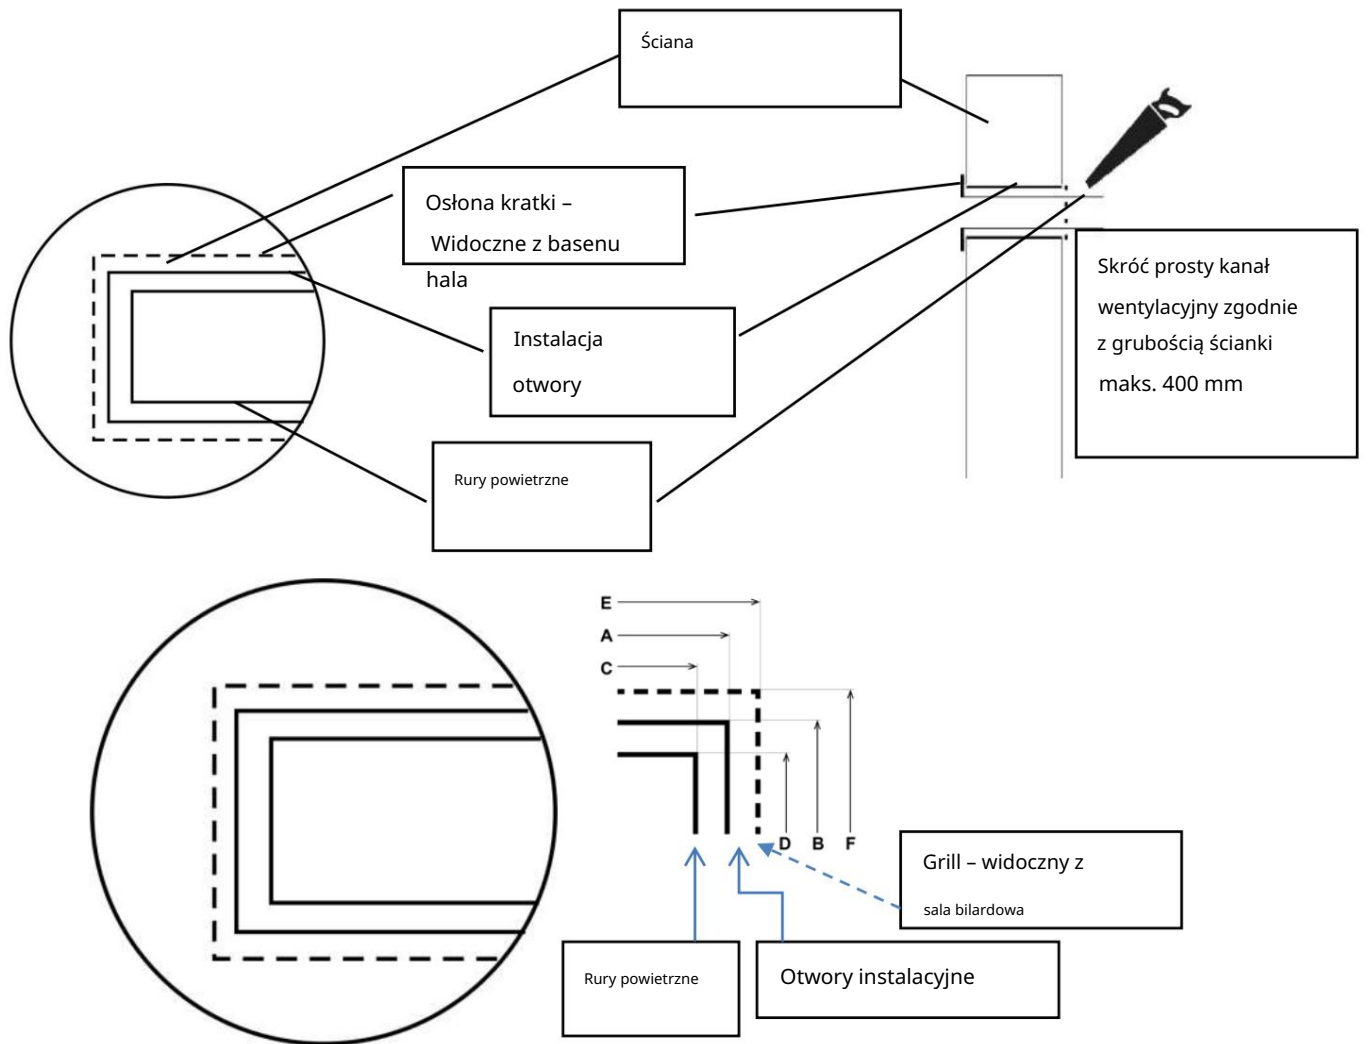 Ściana
Osłona kratki –
Widoczne z basenu
hala
Instalacja
otwory
Skróć prosty kanał
wentylacyjny zgodnie
z grubością ścianki
maks. 400 mm
Rury powietrzne
E
A
C
D B F
Grill – widoczny z
sala bilardowa
Rury powietrzne
Otwory instalacyjne